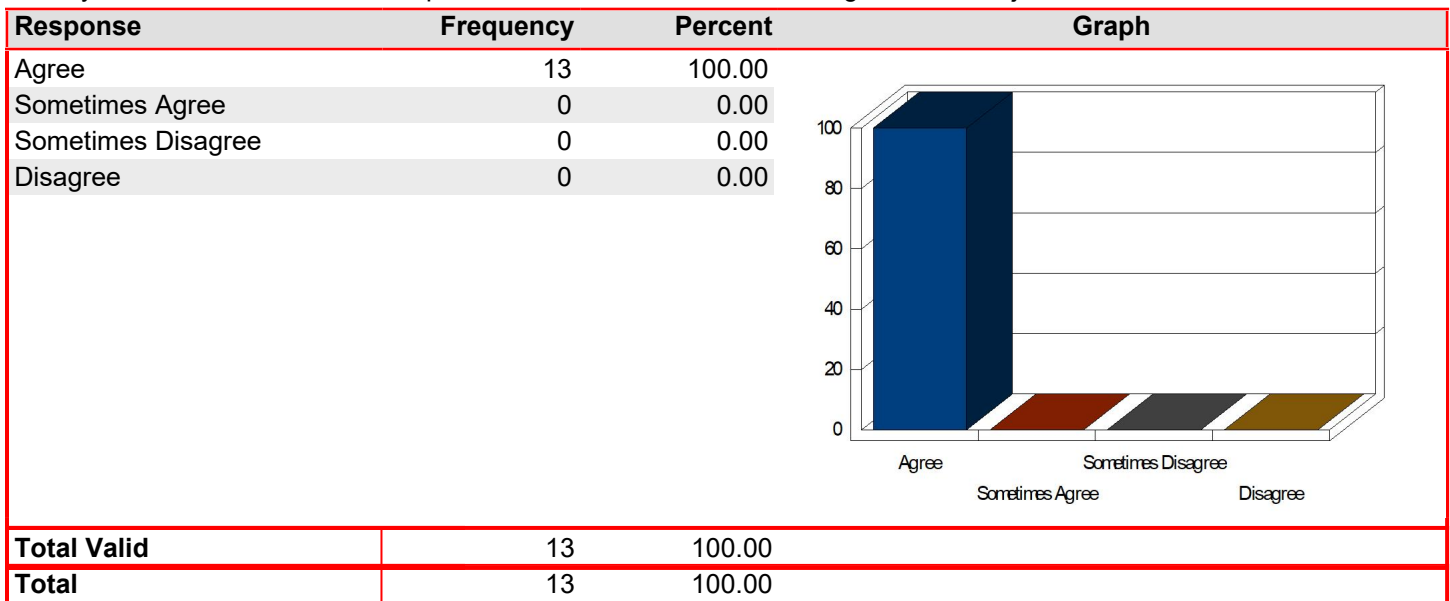 Response Frequency Percent Graph
Agree 13 100.00
Sometimes Agree 0 0.00
Sometimes Disagree 0 0.00
Disagree 0 0.00
100
80
60
40
20
0
Agree Sometimes Disagree
Sometimes Agree Disagree
Total Valid 13 100.00
Total 13 100.00